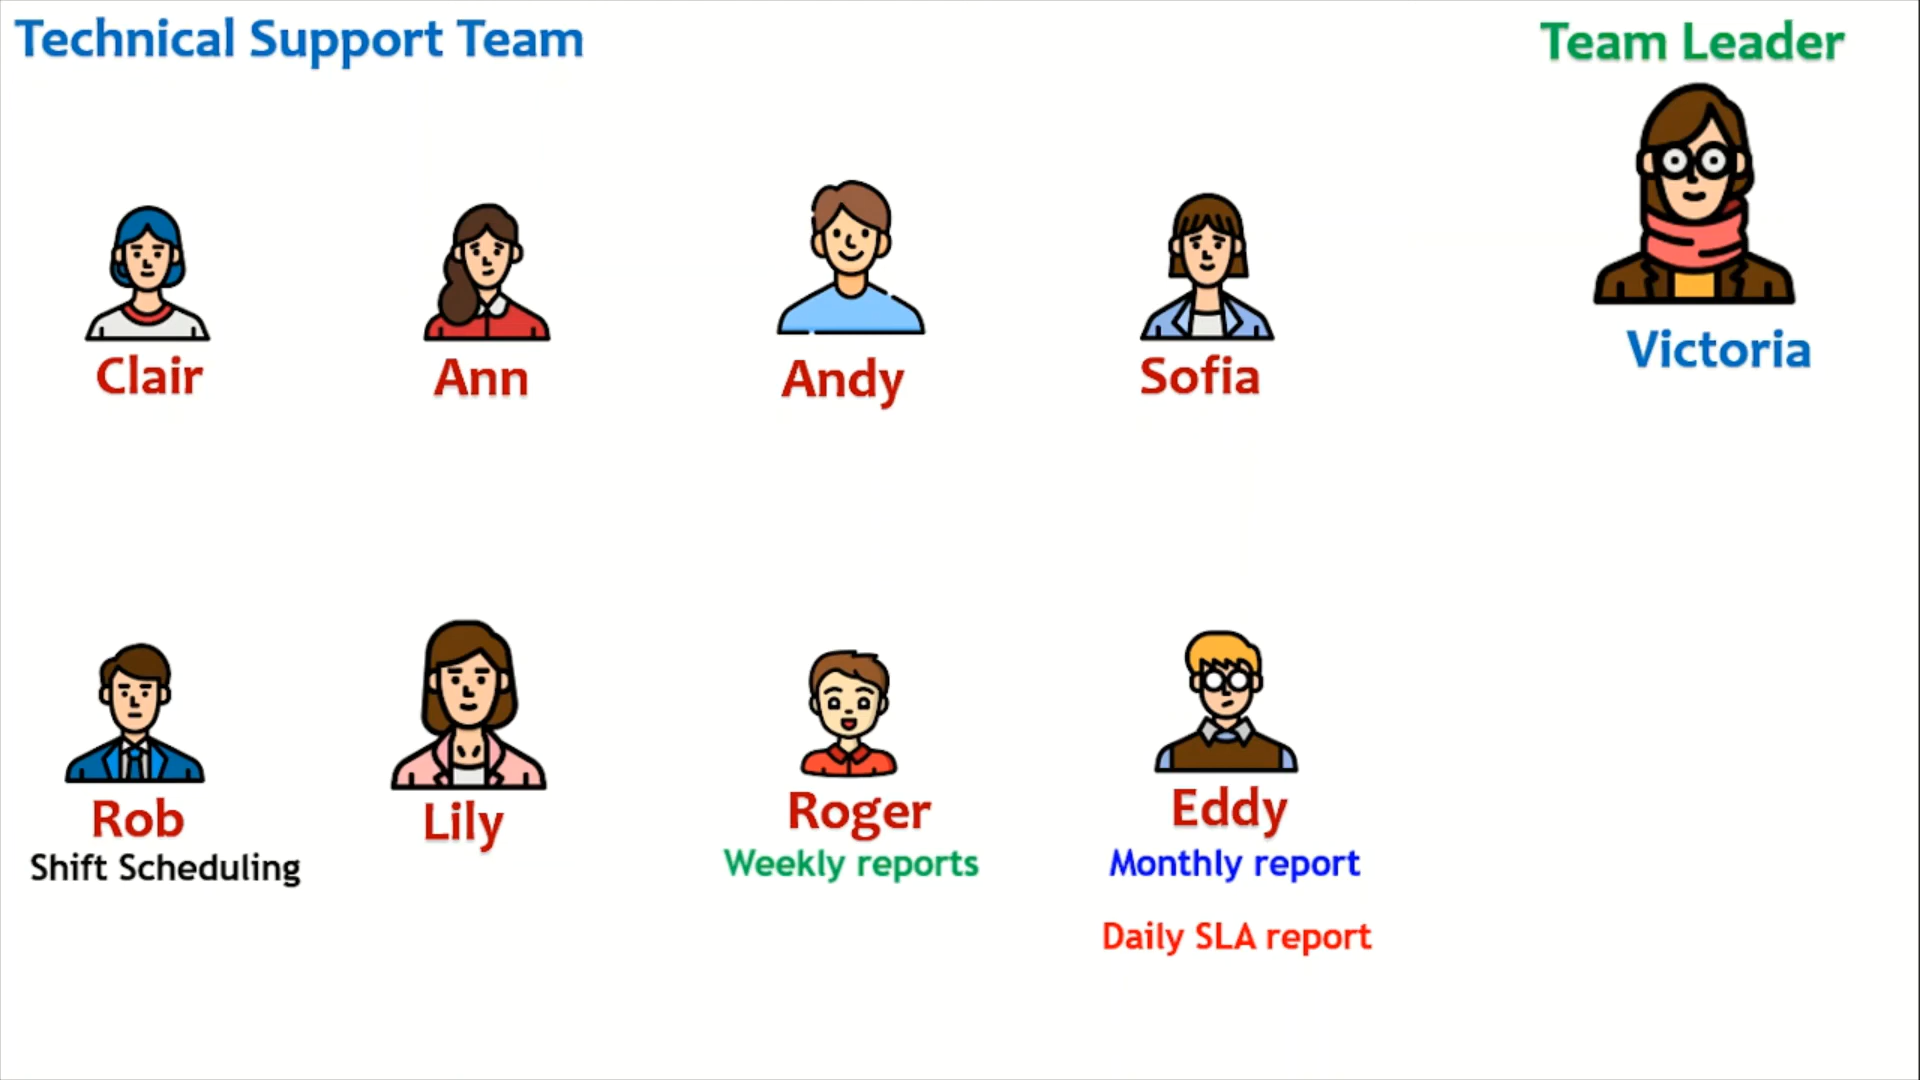 Technical Support Team
Team Leader
Victoria
Clair
Ann
Andy
Sofia
Rob
Shift Scheduling
Lily
Roger
Weekly reports
Eddy
Monthly report
Daily SLA report